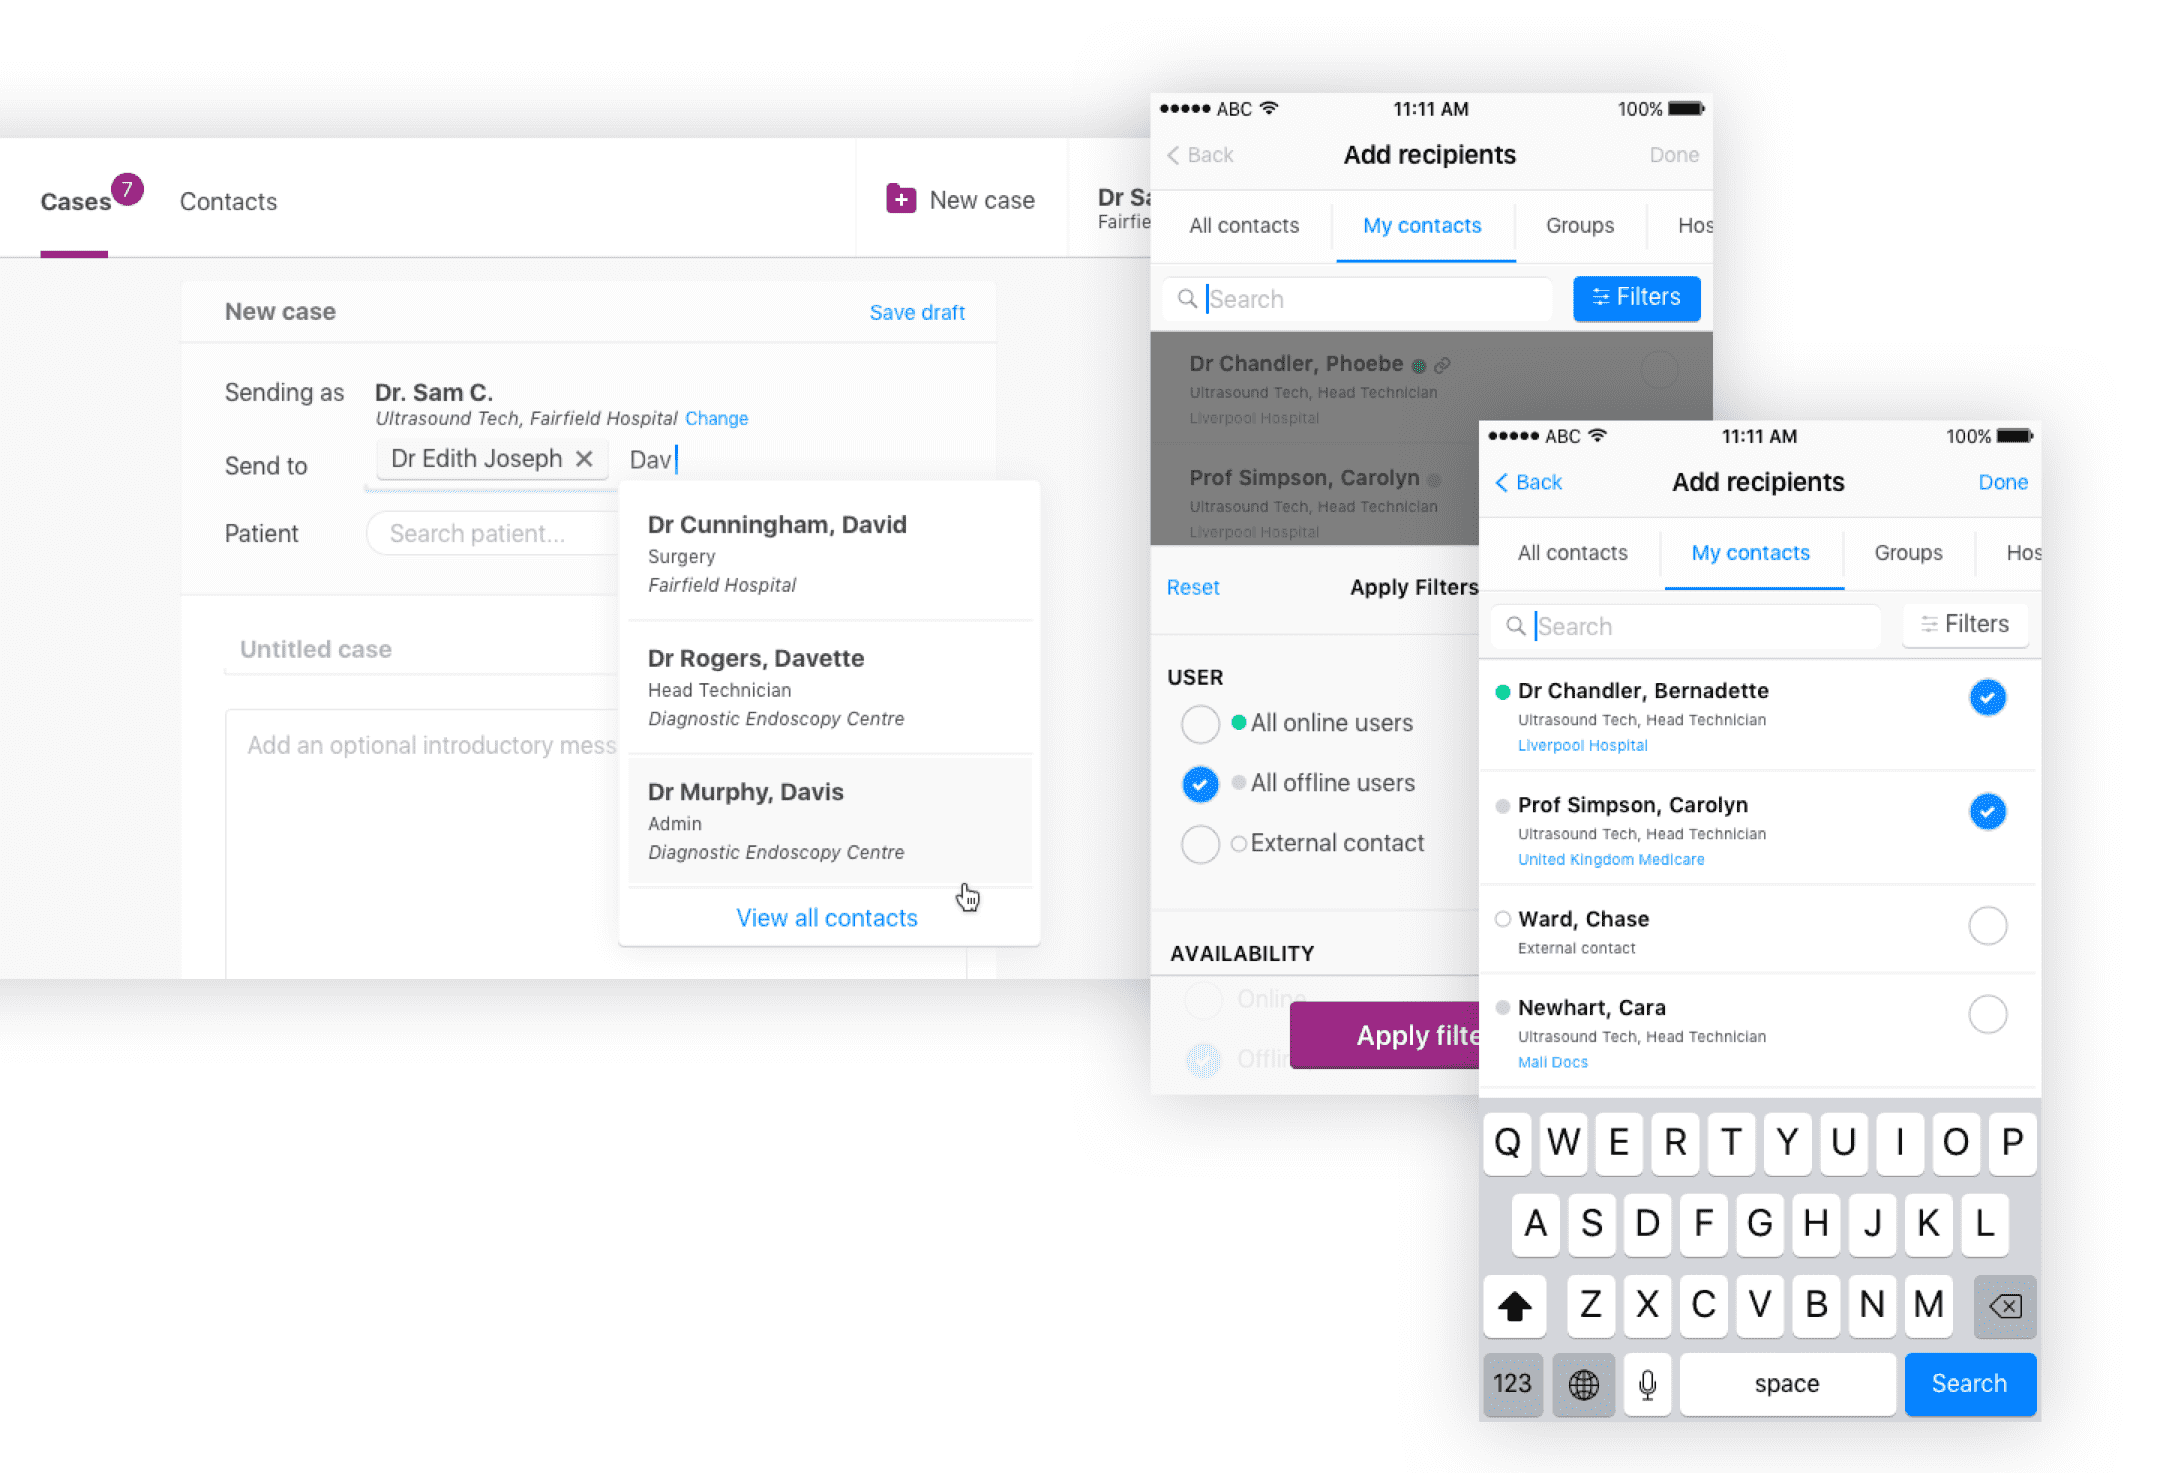 Cases 7 Contacts
New case
Dr Sa
Fairfie
New case Save draft
Sending as Dr. Sam C.
Ultrasound Tech, Fairfield Hospital Change
Send to Dr Edith Joseph Dav
Patient Search patient...
Untitled case
Add an optional introductory mess
Dr Cunningham, David
Surgery
Fairfield Hospital
Dr Rogers, Davette
Head Technician
Diagnostic Endoscopy Centre
Dr Murphy, Davis
Admin
Diagnostic Endoscopy Centre
View all contacts
ABC 11:11 AM 100%
Back Add recipients Done
All contacts My contacts Groups Hos
Search Filters
Dr Chandler, Phoebe
Ultrasound Tech, Head Technician
Liverpool Hospital
Prof Simpson, Carolyn
Ultrasound Tech, Head Technician
Liverpool Hospital
Reset Apply Filters
USER
All online users
All offline users
External contact
AVAILABILITY
Online
Offlin
Apply filte
ABC 11:11 AM 100%
Back Add recipients Done
All contacts My contacts Groups Hos
Search Filters
Dr Chandler, Bernadette
Ultrasound Tech, Head Technician
Liverpool Hospital
Prof Simpson, Carolyn
Ultrasound Tech, Head Technician
United Kingdom Medicare
Ward, Chase
External contact
Newhart, Cara
Ultrasound Tech, Head Technician
Mali Docs
Q W E R T Y U I O P
A S D F G H J K L
Z X C V B N M
123 space Search